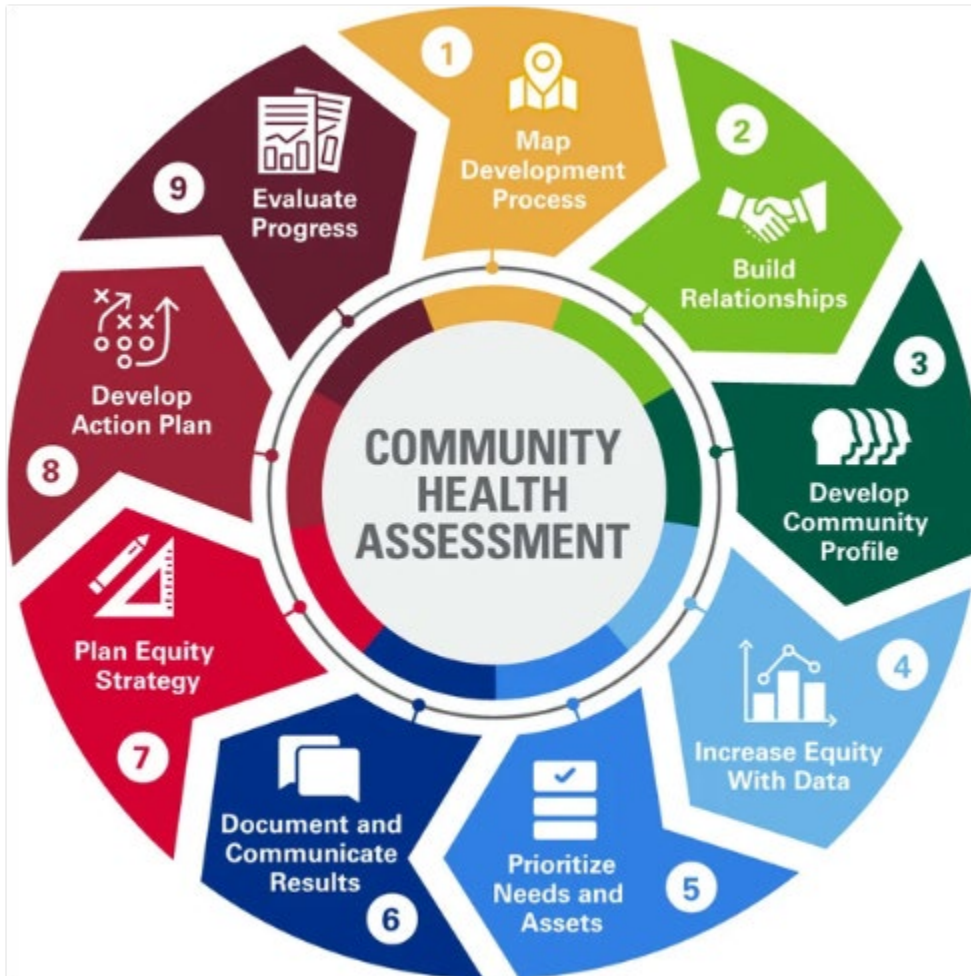 COMMUNITY
HEALTH
ASSESSMENT
1
Map
Development
Process
2
Build
Relationships
3
Develop
Community
Profile
4
Increase Equity
With Data
5
Prioritize
Needs and
Assets
6
Document and
Communicate
Results
7
Plan Equity
Strategy
8
Develop
Action Plan
9
Evaluate
Progress